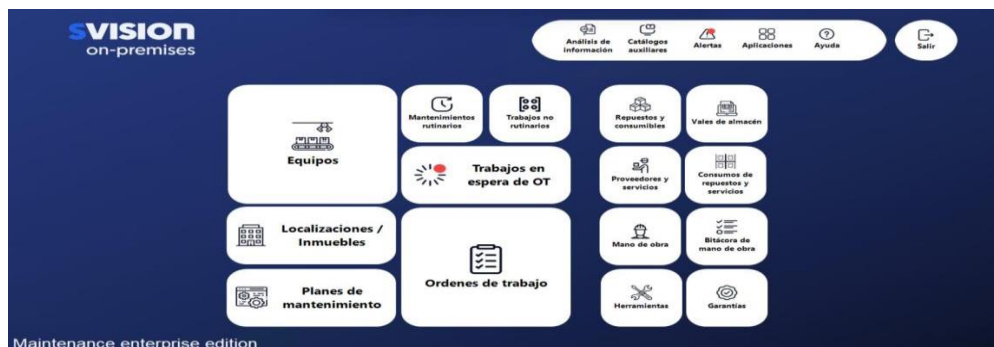 sVISION
on-premises
Análisis de
información
Catálogos
auxiliares
Alertas
Aplicaciones
Ayuda
Salir
Equipos
Mantenimientos
rutinarios
Trabajos no
rutinarios
Trabajos en
espera de OT
Localizaciones /
Inmuebles
Planes de
mantenimiento
Ordenes de trabajo
Repuestos y
consumibles
Vales de almacén
Proveedores y
servicios
Consumos de
repuestos y
servicios
Mano de obra
Bitácora de
mano de obra
Herramientas
Garantías
Maintenance enterprise edition